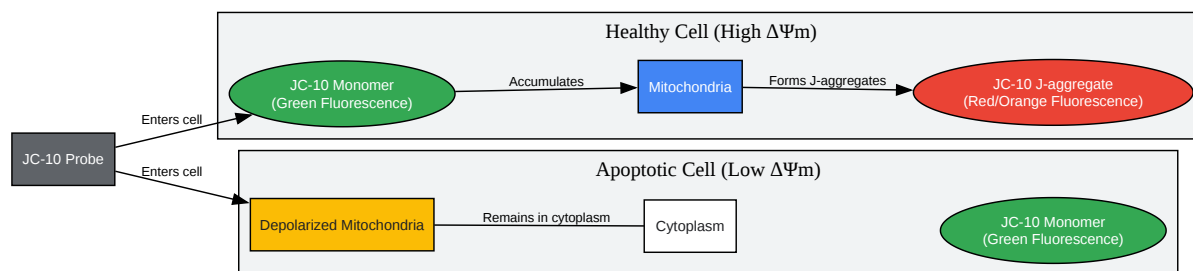 Healthy Cell (High ΔΨm)
JC-10 Monomer
(Green Fluorescence)
Accumulates
Mitochondria
Forms J-aggregates
JC-10 J-aggregate
(Red/Orange Fluorescence)
Enters cell
JC-10 Probe
Enters cell
Apoptotic Cell (Low ΔΨm)
Depolarized Mitochondria
Remains in cytoplasm
Cytoplasm
JC-10 Monomer
(Green Fluorescence)